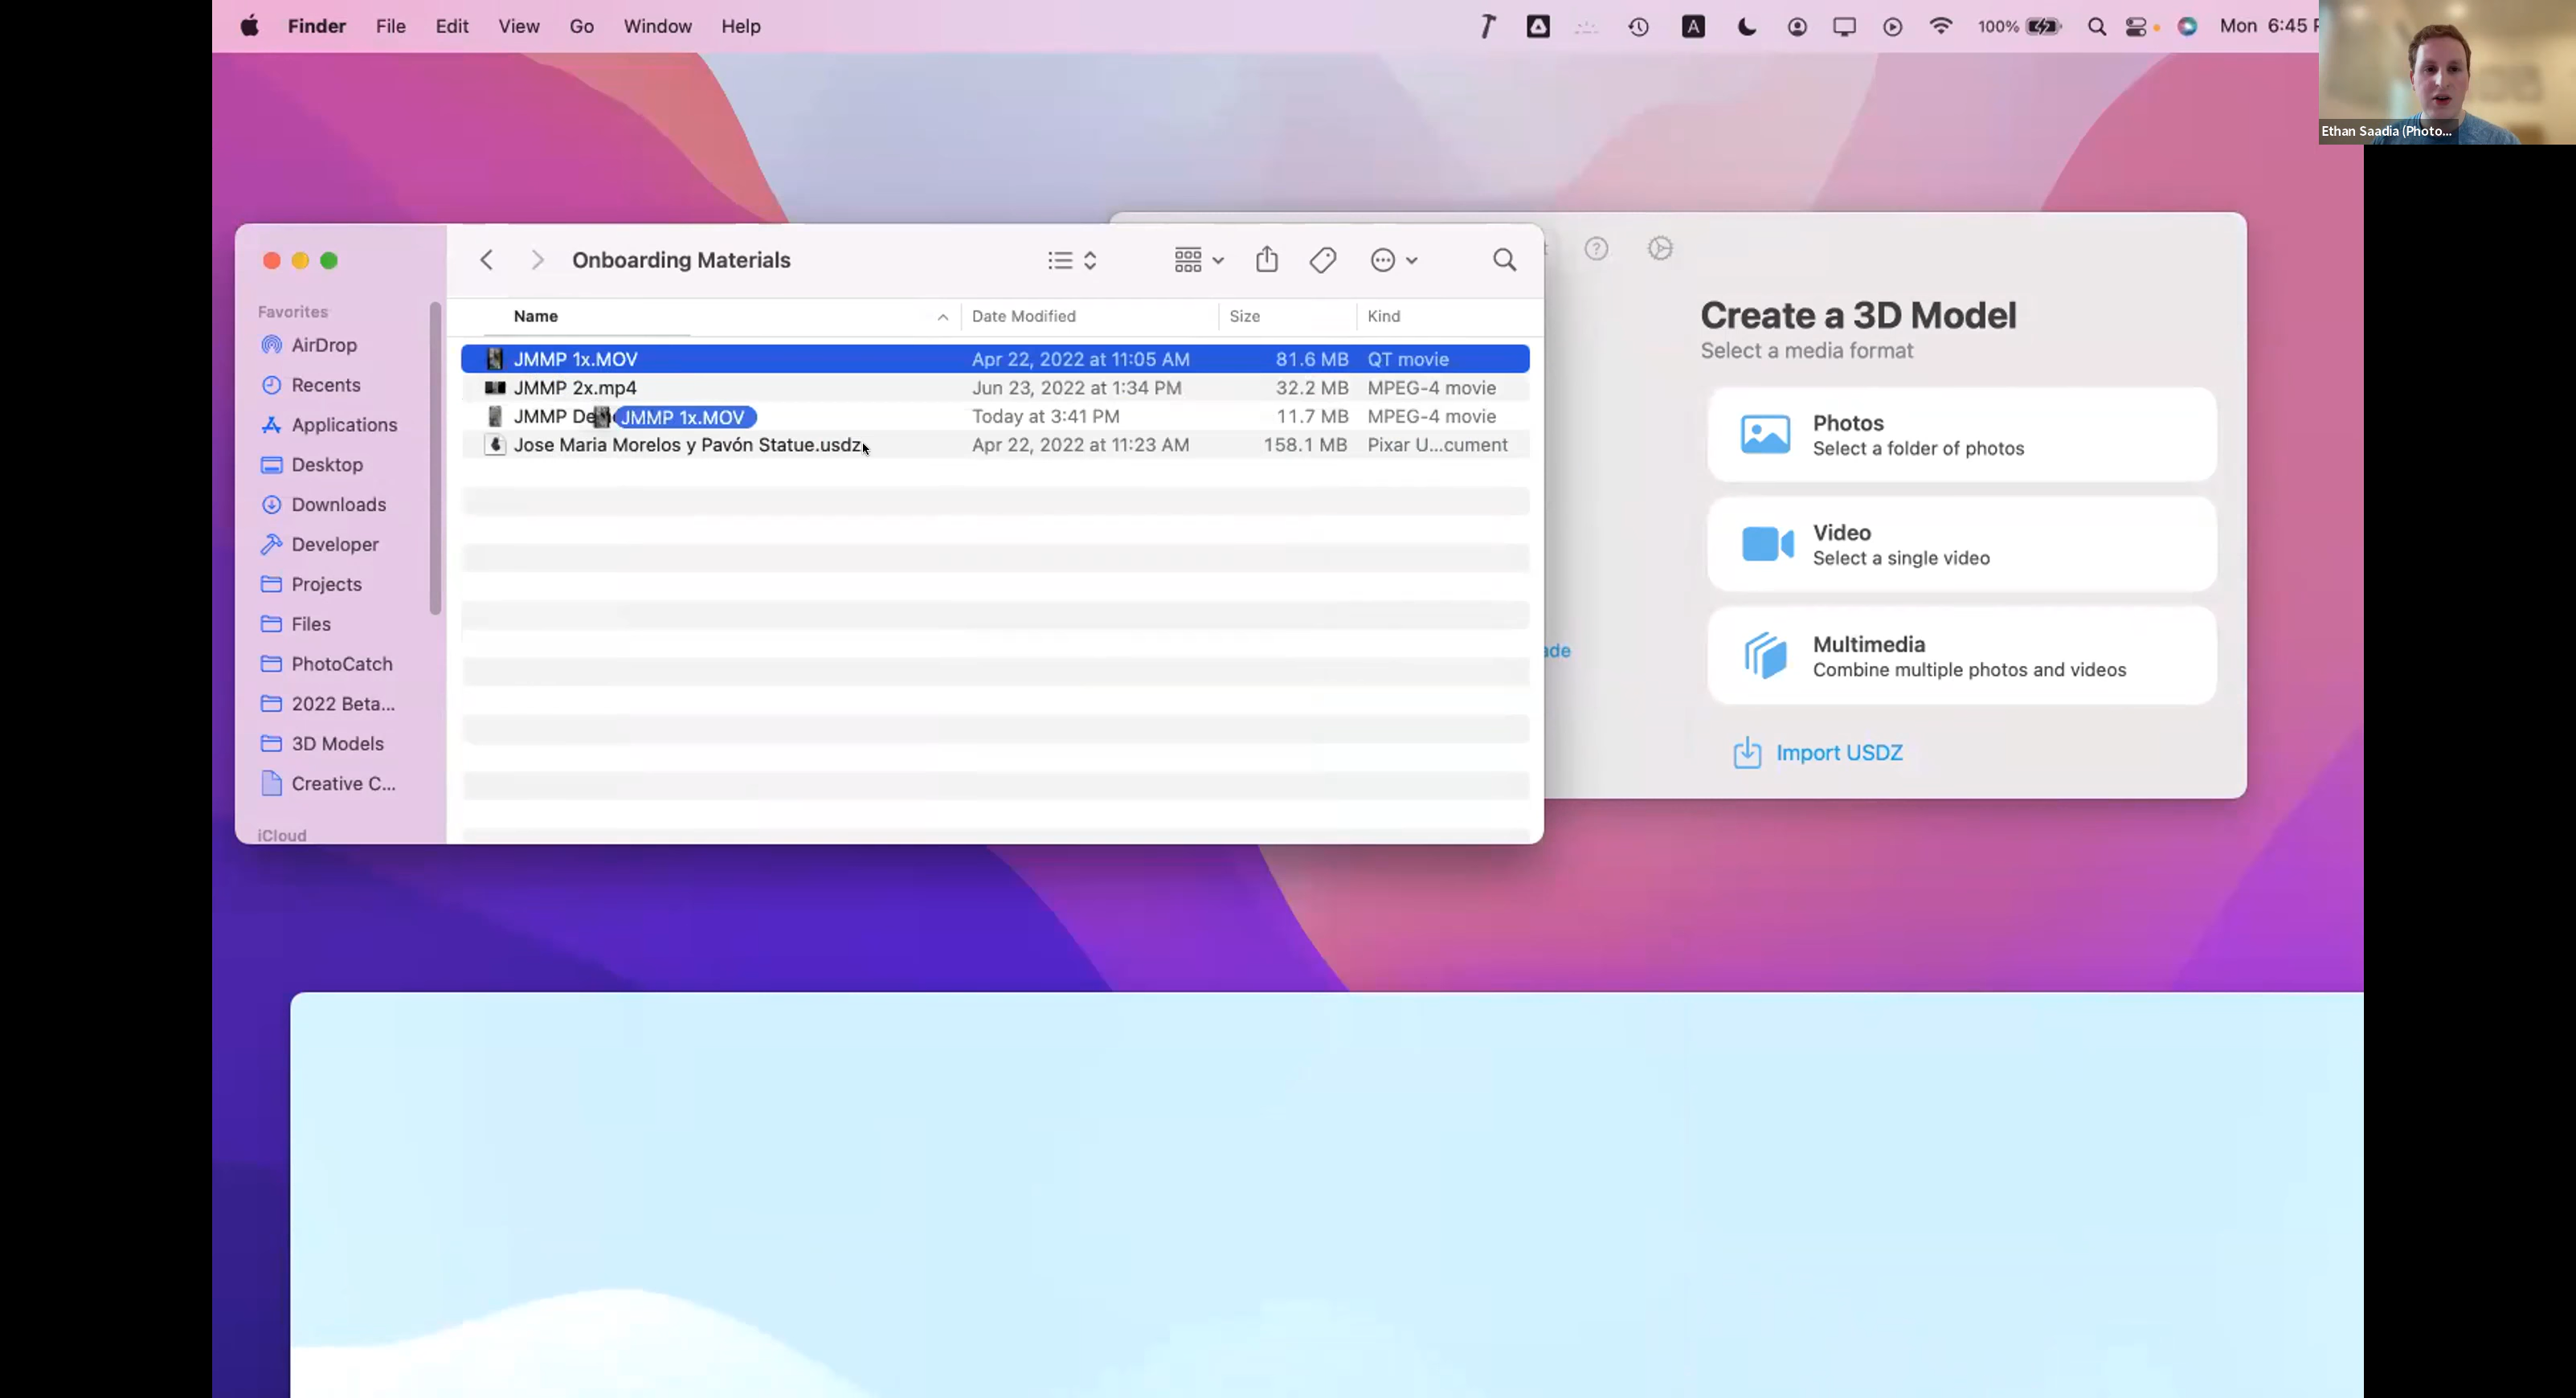 Finder File Edit View Go Window Help
A
100%
Mon 6:45
Ethan Saadia (Photo...
Onboarding Materials
Favorites
AirDrop
Recents
Applications
Desktop
Downloads
Developer
Projects
Files
PhotoCatch
2022 Beta...
3D Models
Creative C...
iCloud
Name Date Modified Size Kind
JMMP 1x.MOV Apr 22, 2022 at 11:05 AM 81.6 MB QT movie
JMMP 2x.mp4 Jun 23, 2022 at 1:34 PM 32.2 MB MPEG-4 movie
JMMP Today at 3:41 PM 11.7 MB MPEG-4 movie
JMMP 1x.MOV
Jose Maria Morelos y Pavón Statue.usdz Apr 22, 2022 at 11:23 AM 158.1 MB Pixar U...cument
Create a 3D Model
Select a media format
Photos
Select a folder of photos
Video
Select a single video
Multimedia
Combine multiple photos and videos
Import USDZ